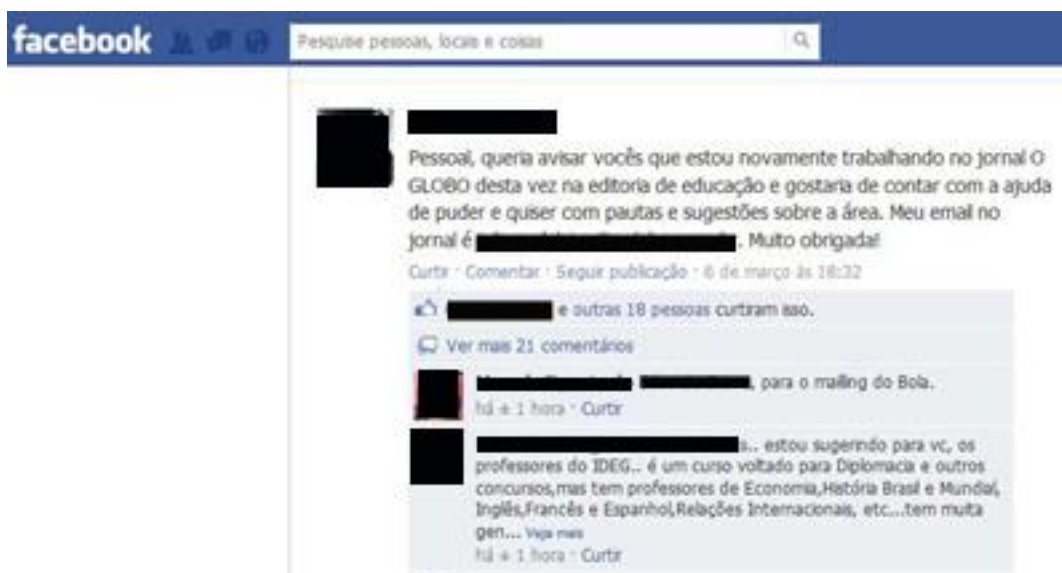 facebook
Pesquise pessoas, locais e coisas
Pessoal, queria avisar vocês que estou novamente trabalhando no jornal O
GLOBO desta vez na editoria de educação e gostaria de contar com a ajuda
de puder e quiser com pautas e sugestões sobre a área. Meu email no
jornal é . Muito obrigada!
Curtir · Comentar · Seguir publicação · 6 de março às 18:32
e outras 18 pessoas curtiram isso.
Ver mais 21 comentários
, para o mailing do Bola.
há ± 1 hora · Curtir
s.. estou sugerindo para vc, os
professores do IDEG.. é um curso voltado para Diplomacia e outros
concursos,mas tem professores de Economia,História Brasil e Mundial,
Inglês,Francês e Espanhol,Relações Internacionais, etc...tem muita
gen... Veja mais
há ± 1 hora · Curtir